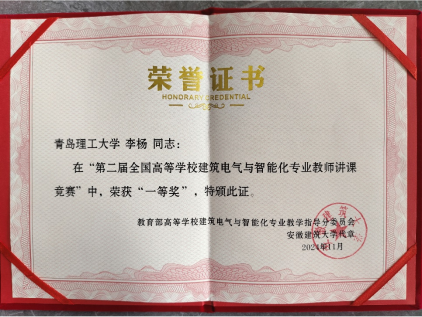 荣誉证书
HONORARY CREDENTIAL
青岛理工大学 李杨 同志：
在“第二届全国高等学校建筑电气与智能化专业教师讲课
竞赛”中，荣获“一等奖”，特颁此证。
教育部高等学校建筑电气与智能化专业教学指导分委员会
安徽建筑大学代章
2024年11月